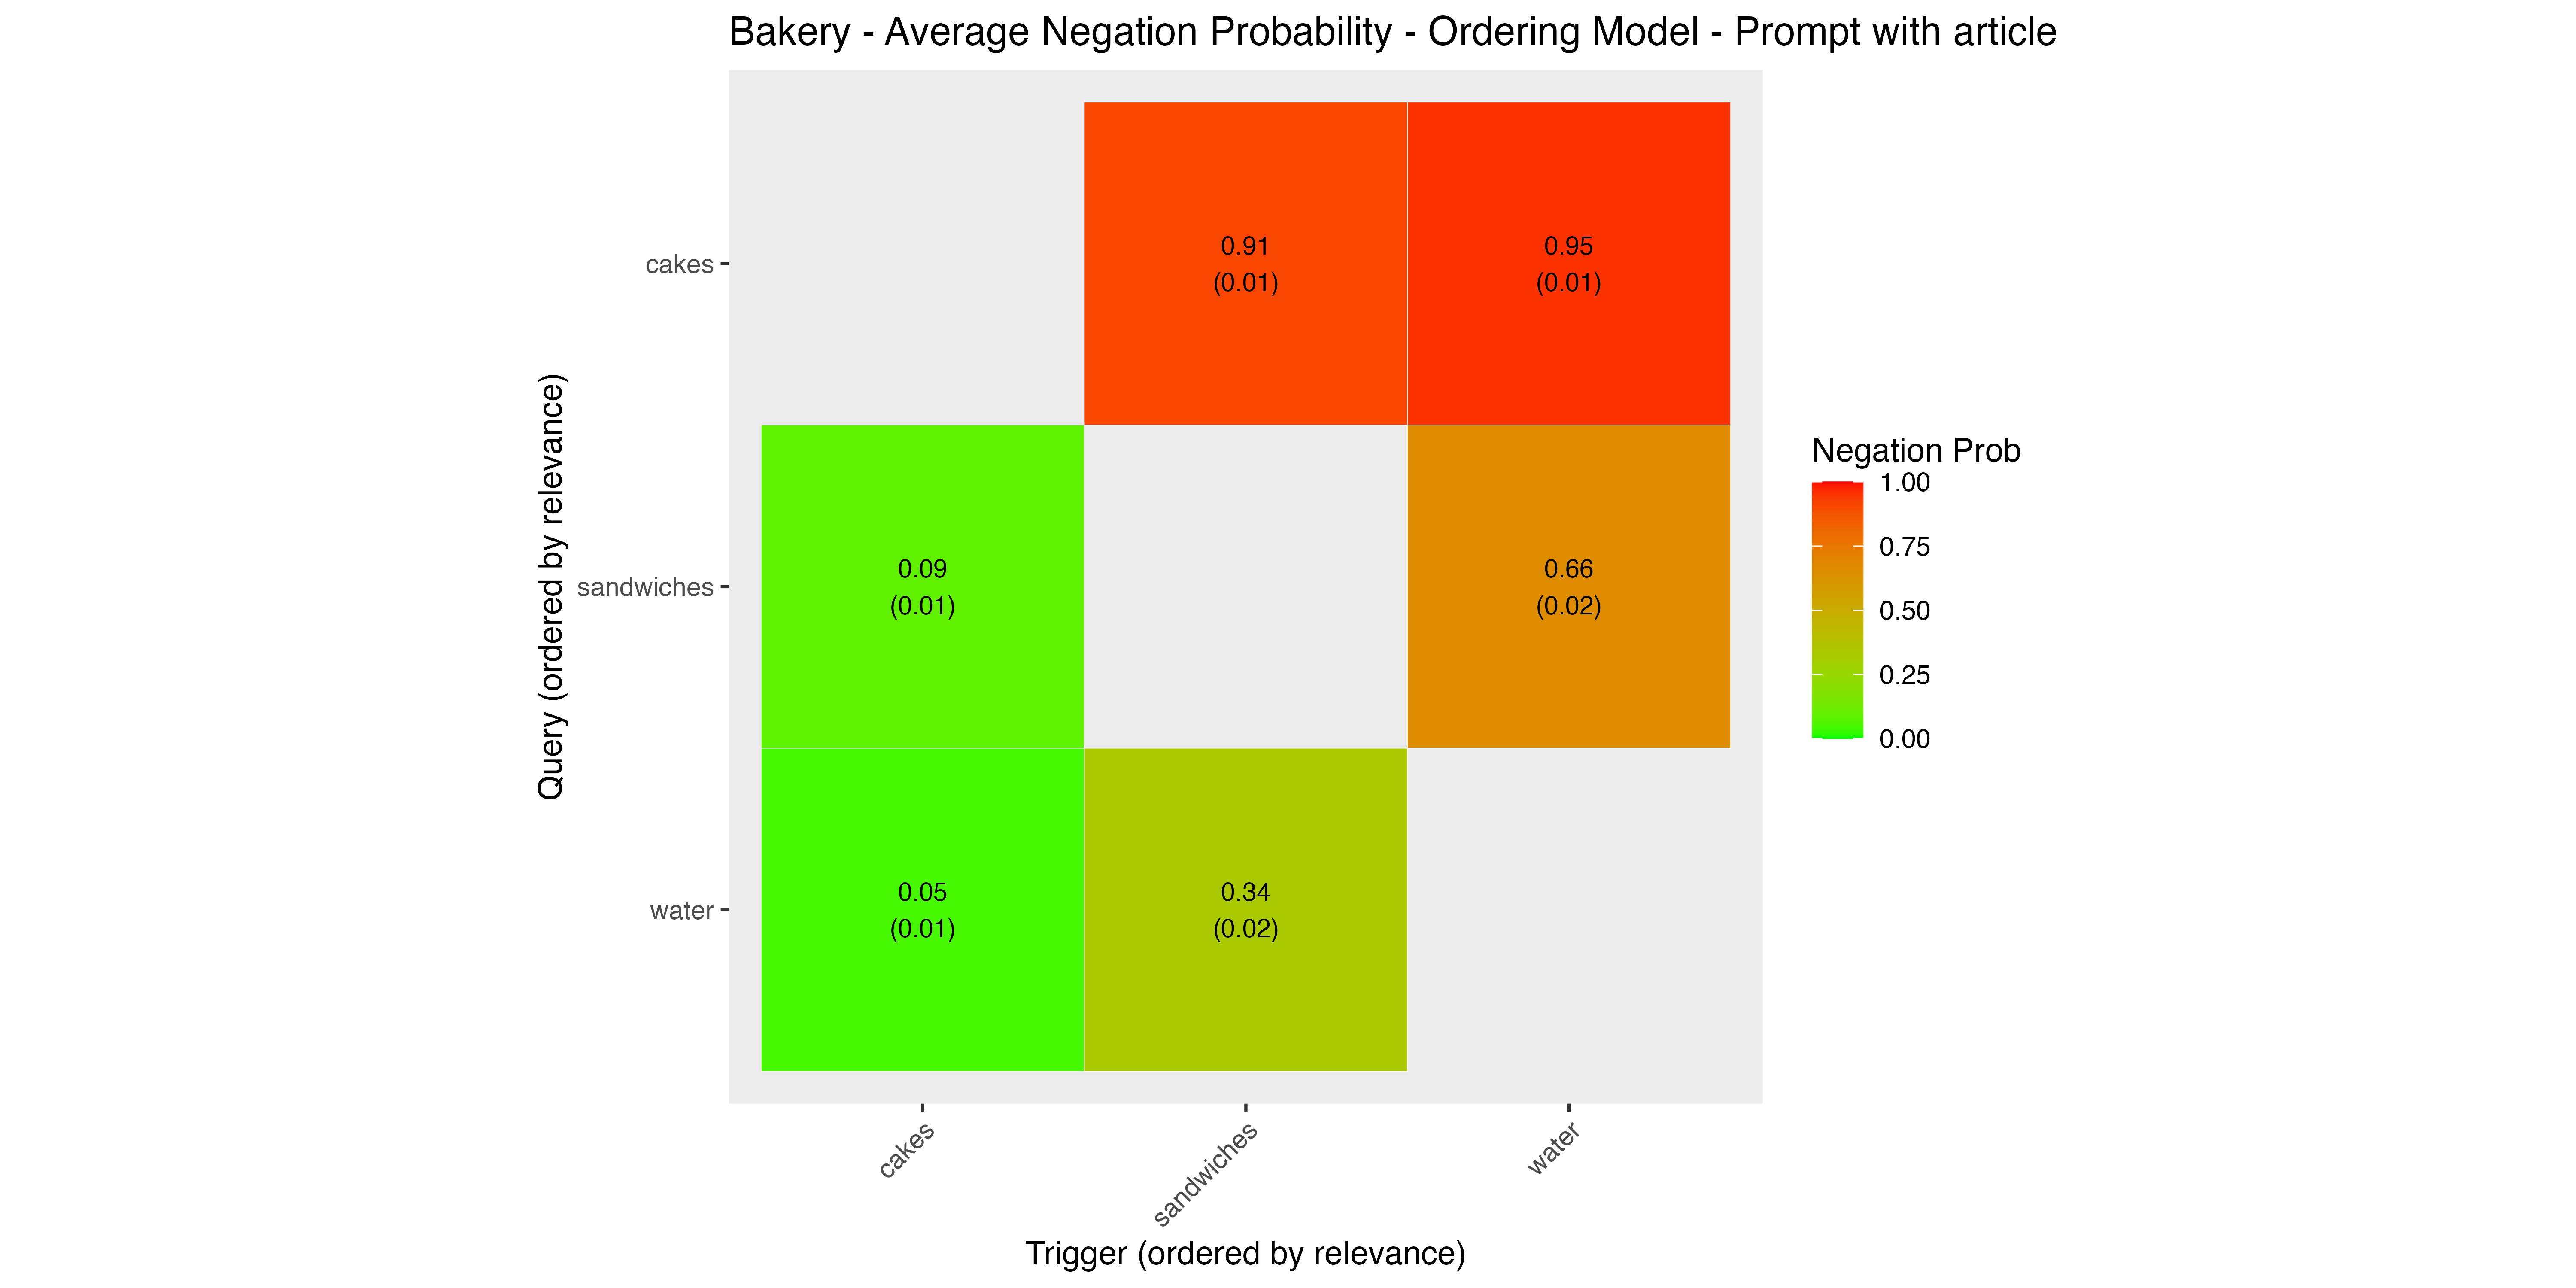 Bakery - Average Negation Probability - Ordering Model - Prompt with article
Query (ordered by relevance)
cakes
sandwiches
water
0.91
(0.01)
0.95
(0.01)
0.09
(0.01)
0.66
(0.02)
0.05
(0.01)
0.34
(0.02)
cakes
sandwiches
water
Trigger (ordered by relevance)
Negation Prob
1.00
0.75
0.50
0.25
0.00